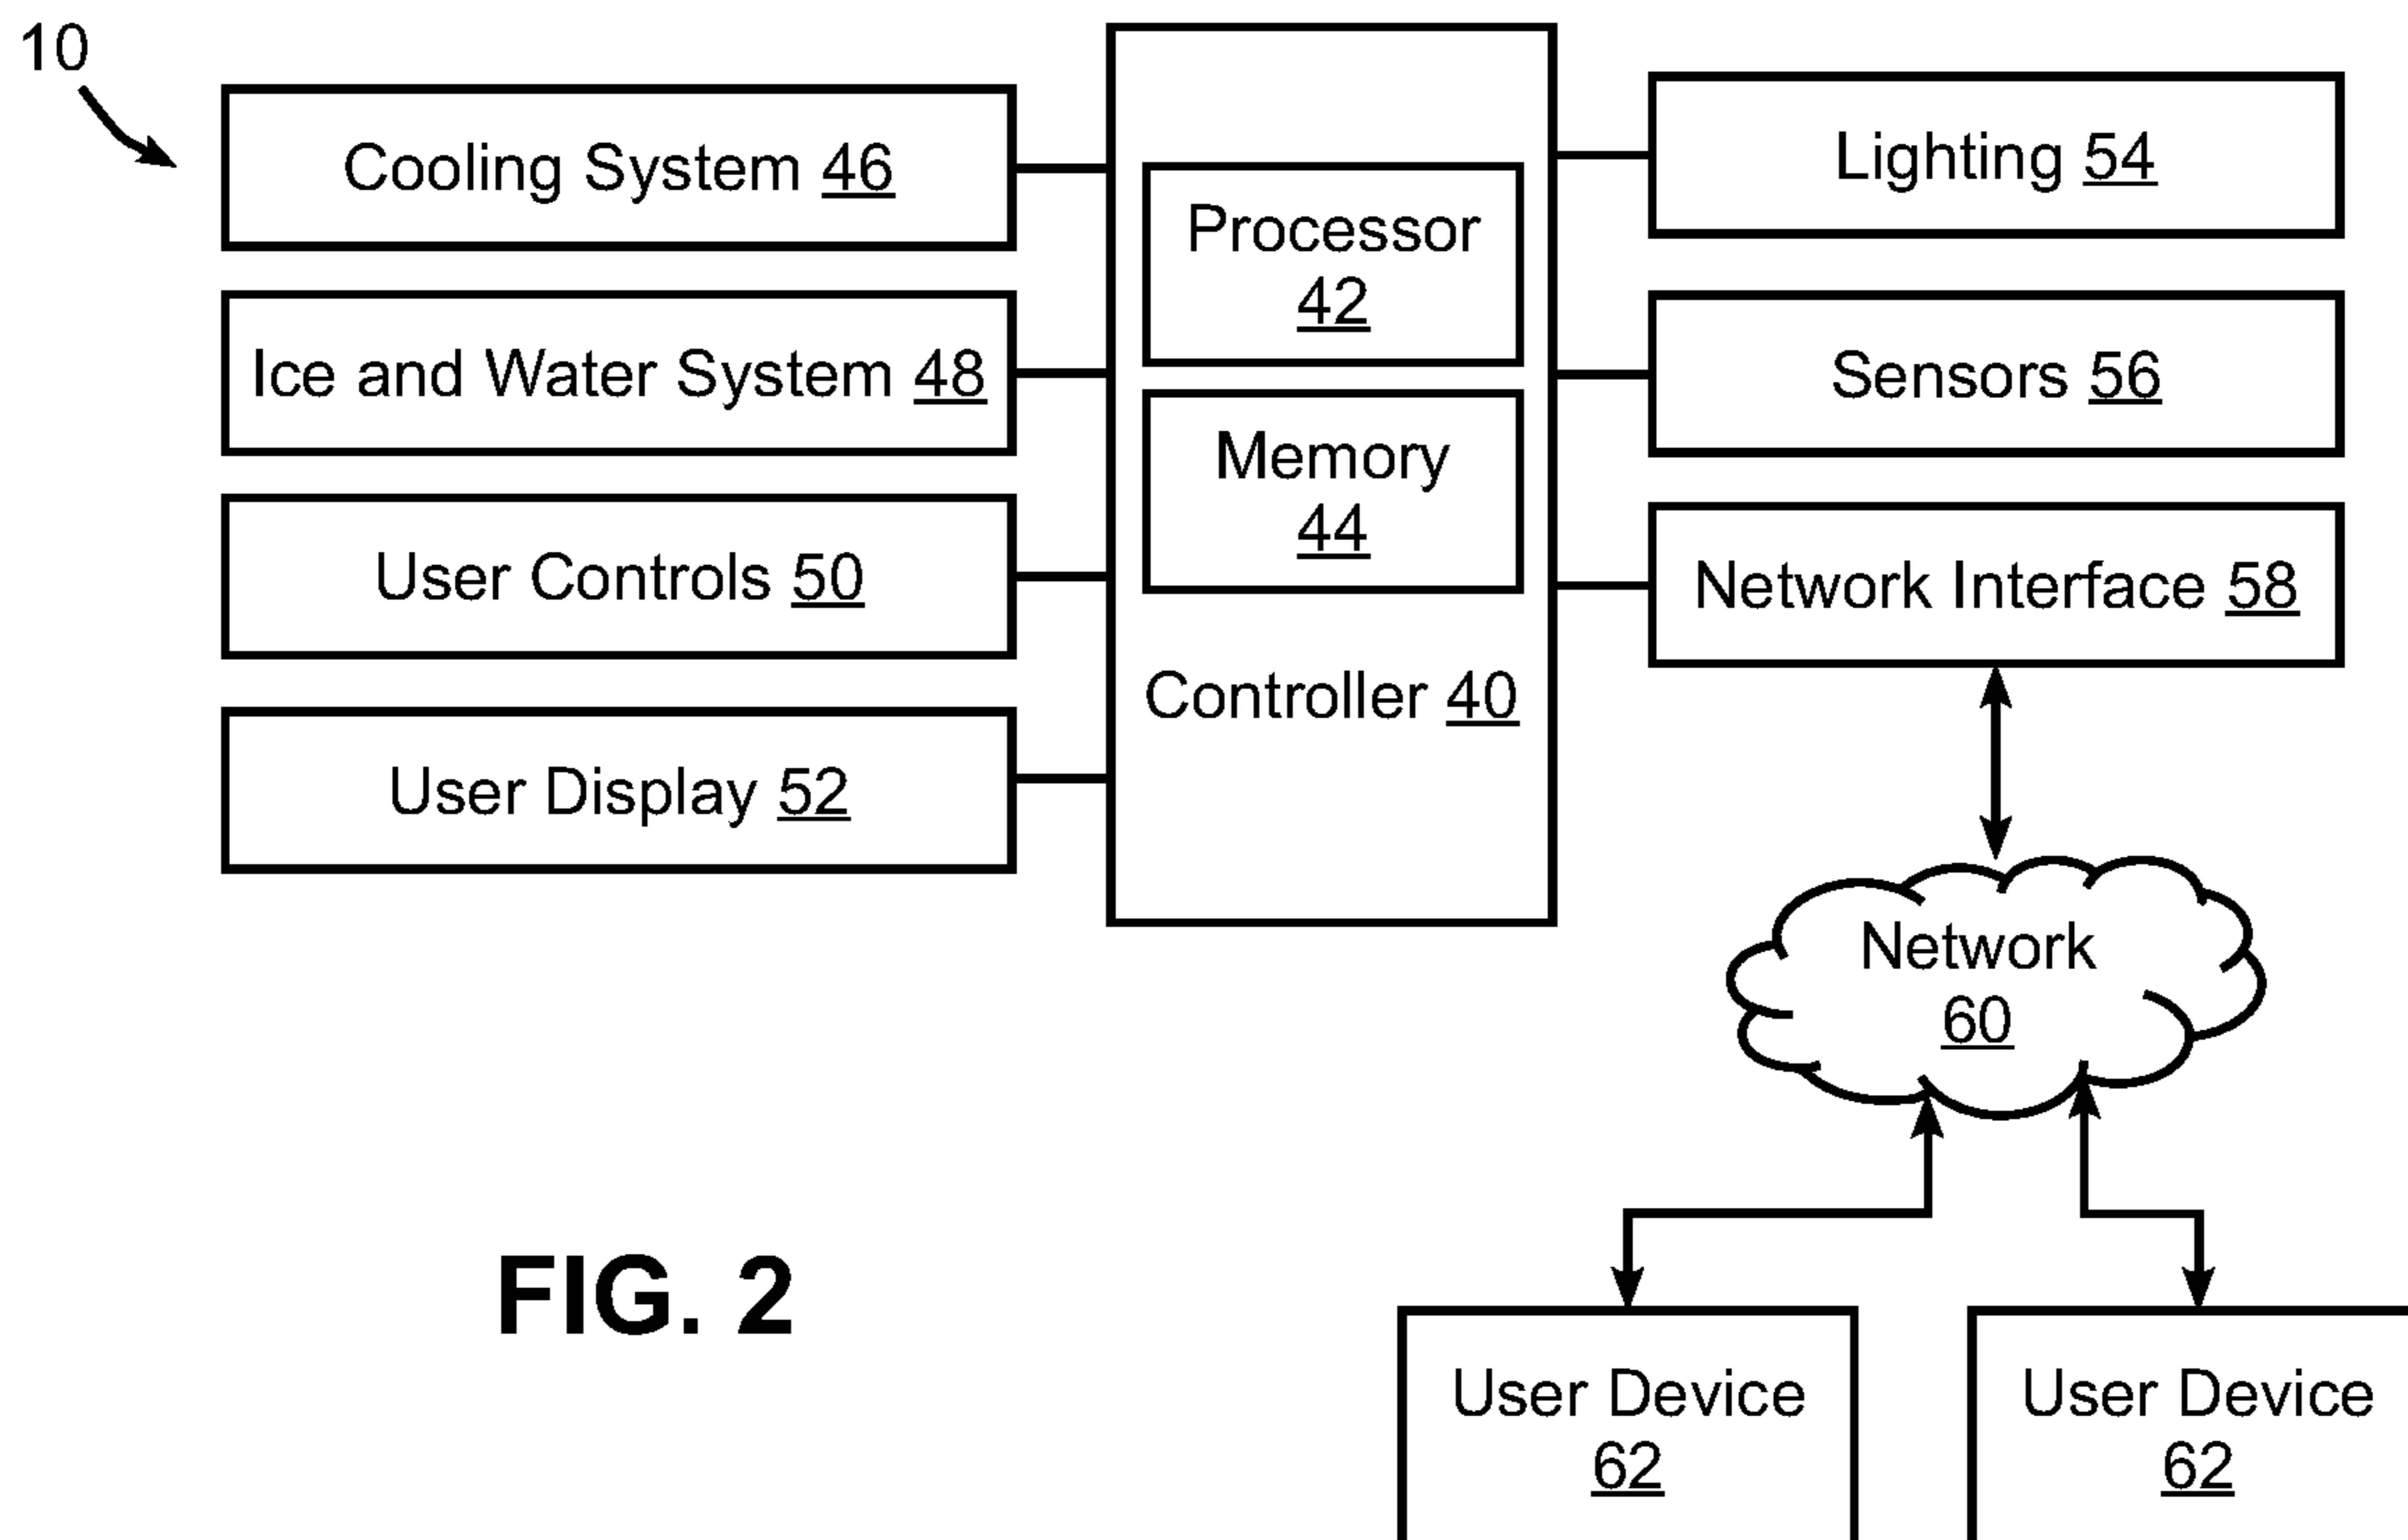 10
Cooling System 46
Ice and Water System 48
User Controls 50
User Display 52
Processor
42
Memory
44
Controller 40
Lighting 54
Sensors 56
Network Interface 58
Network
60
User Device
62
User Device
62
FIG. 2